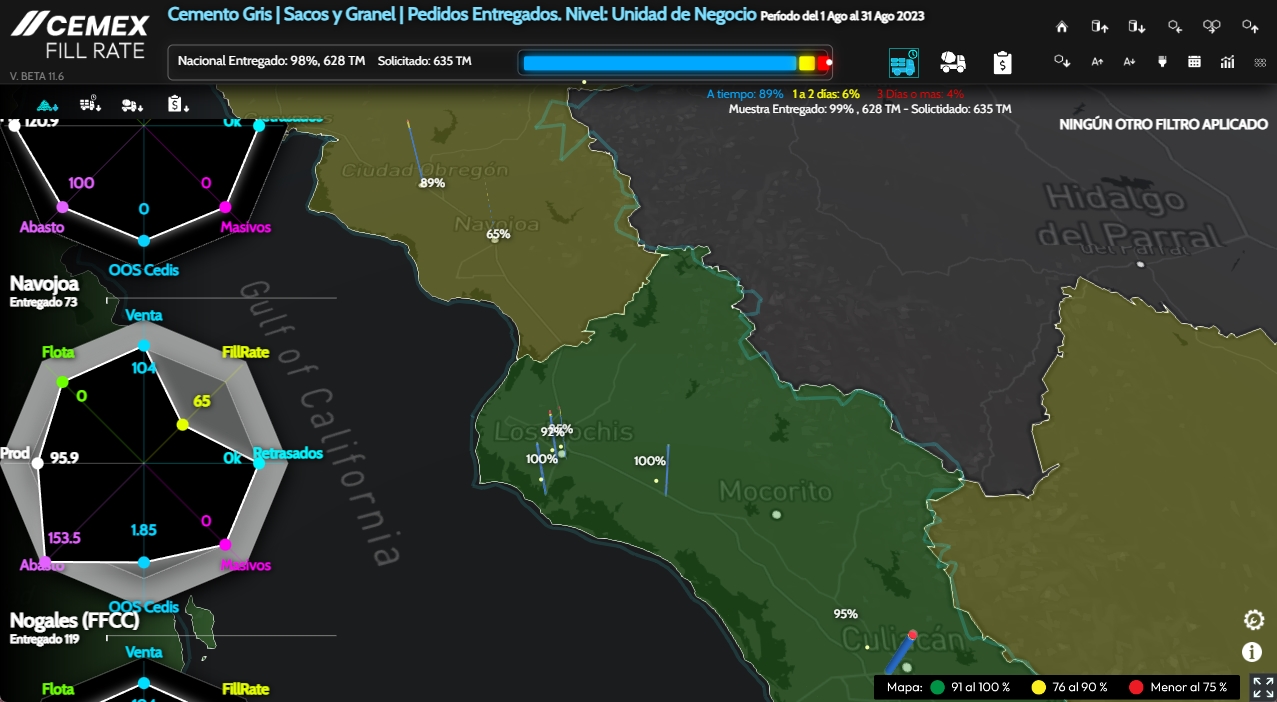 CEMEX
FILL RATE
V. BETA 11.6
Cemento Gris | Sacos y Granel | Pedidos Entregados. Nivel: Unidad de Negocio Período del 1 Ago al 31 Ago 2023
Nacional Entregado: 98%, 628 TM Solicitado: 635 TM
A tiempo: 89% 1 a 2 días: 6% 3 Días o mas: 4%
Muestra Entregado: 99% , 628 TM - Solictidado: 635 TM
NINGÚN OTRO FILTRO APLICADO
120.9
Ok
Retrasados
100
0
0
Abasto
Masivos
OOS Cedis
Navojoa
Entregado 73
Venta
Flota
FillRate
104
0
65
Prod
95.9
Ok
Retrasados
1.85
0
153.5
Abasto
Masivos
OOS Cedis
Nogales (FFCC)
Entregado 119
Venta
Flota
FillRate
Gulf of California
Ciudad Obregón
89%
Navojoa
65%
Hidalgo
del Parral
del Parral
Los Mochis
92%
100%
100%
Mocorito
95%
Culiacán
Mapa: 91 al 100 % 76 al 90 % Menor al 75 %